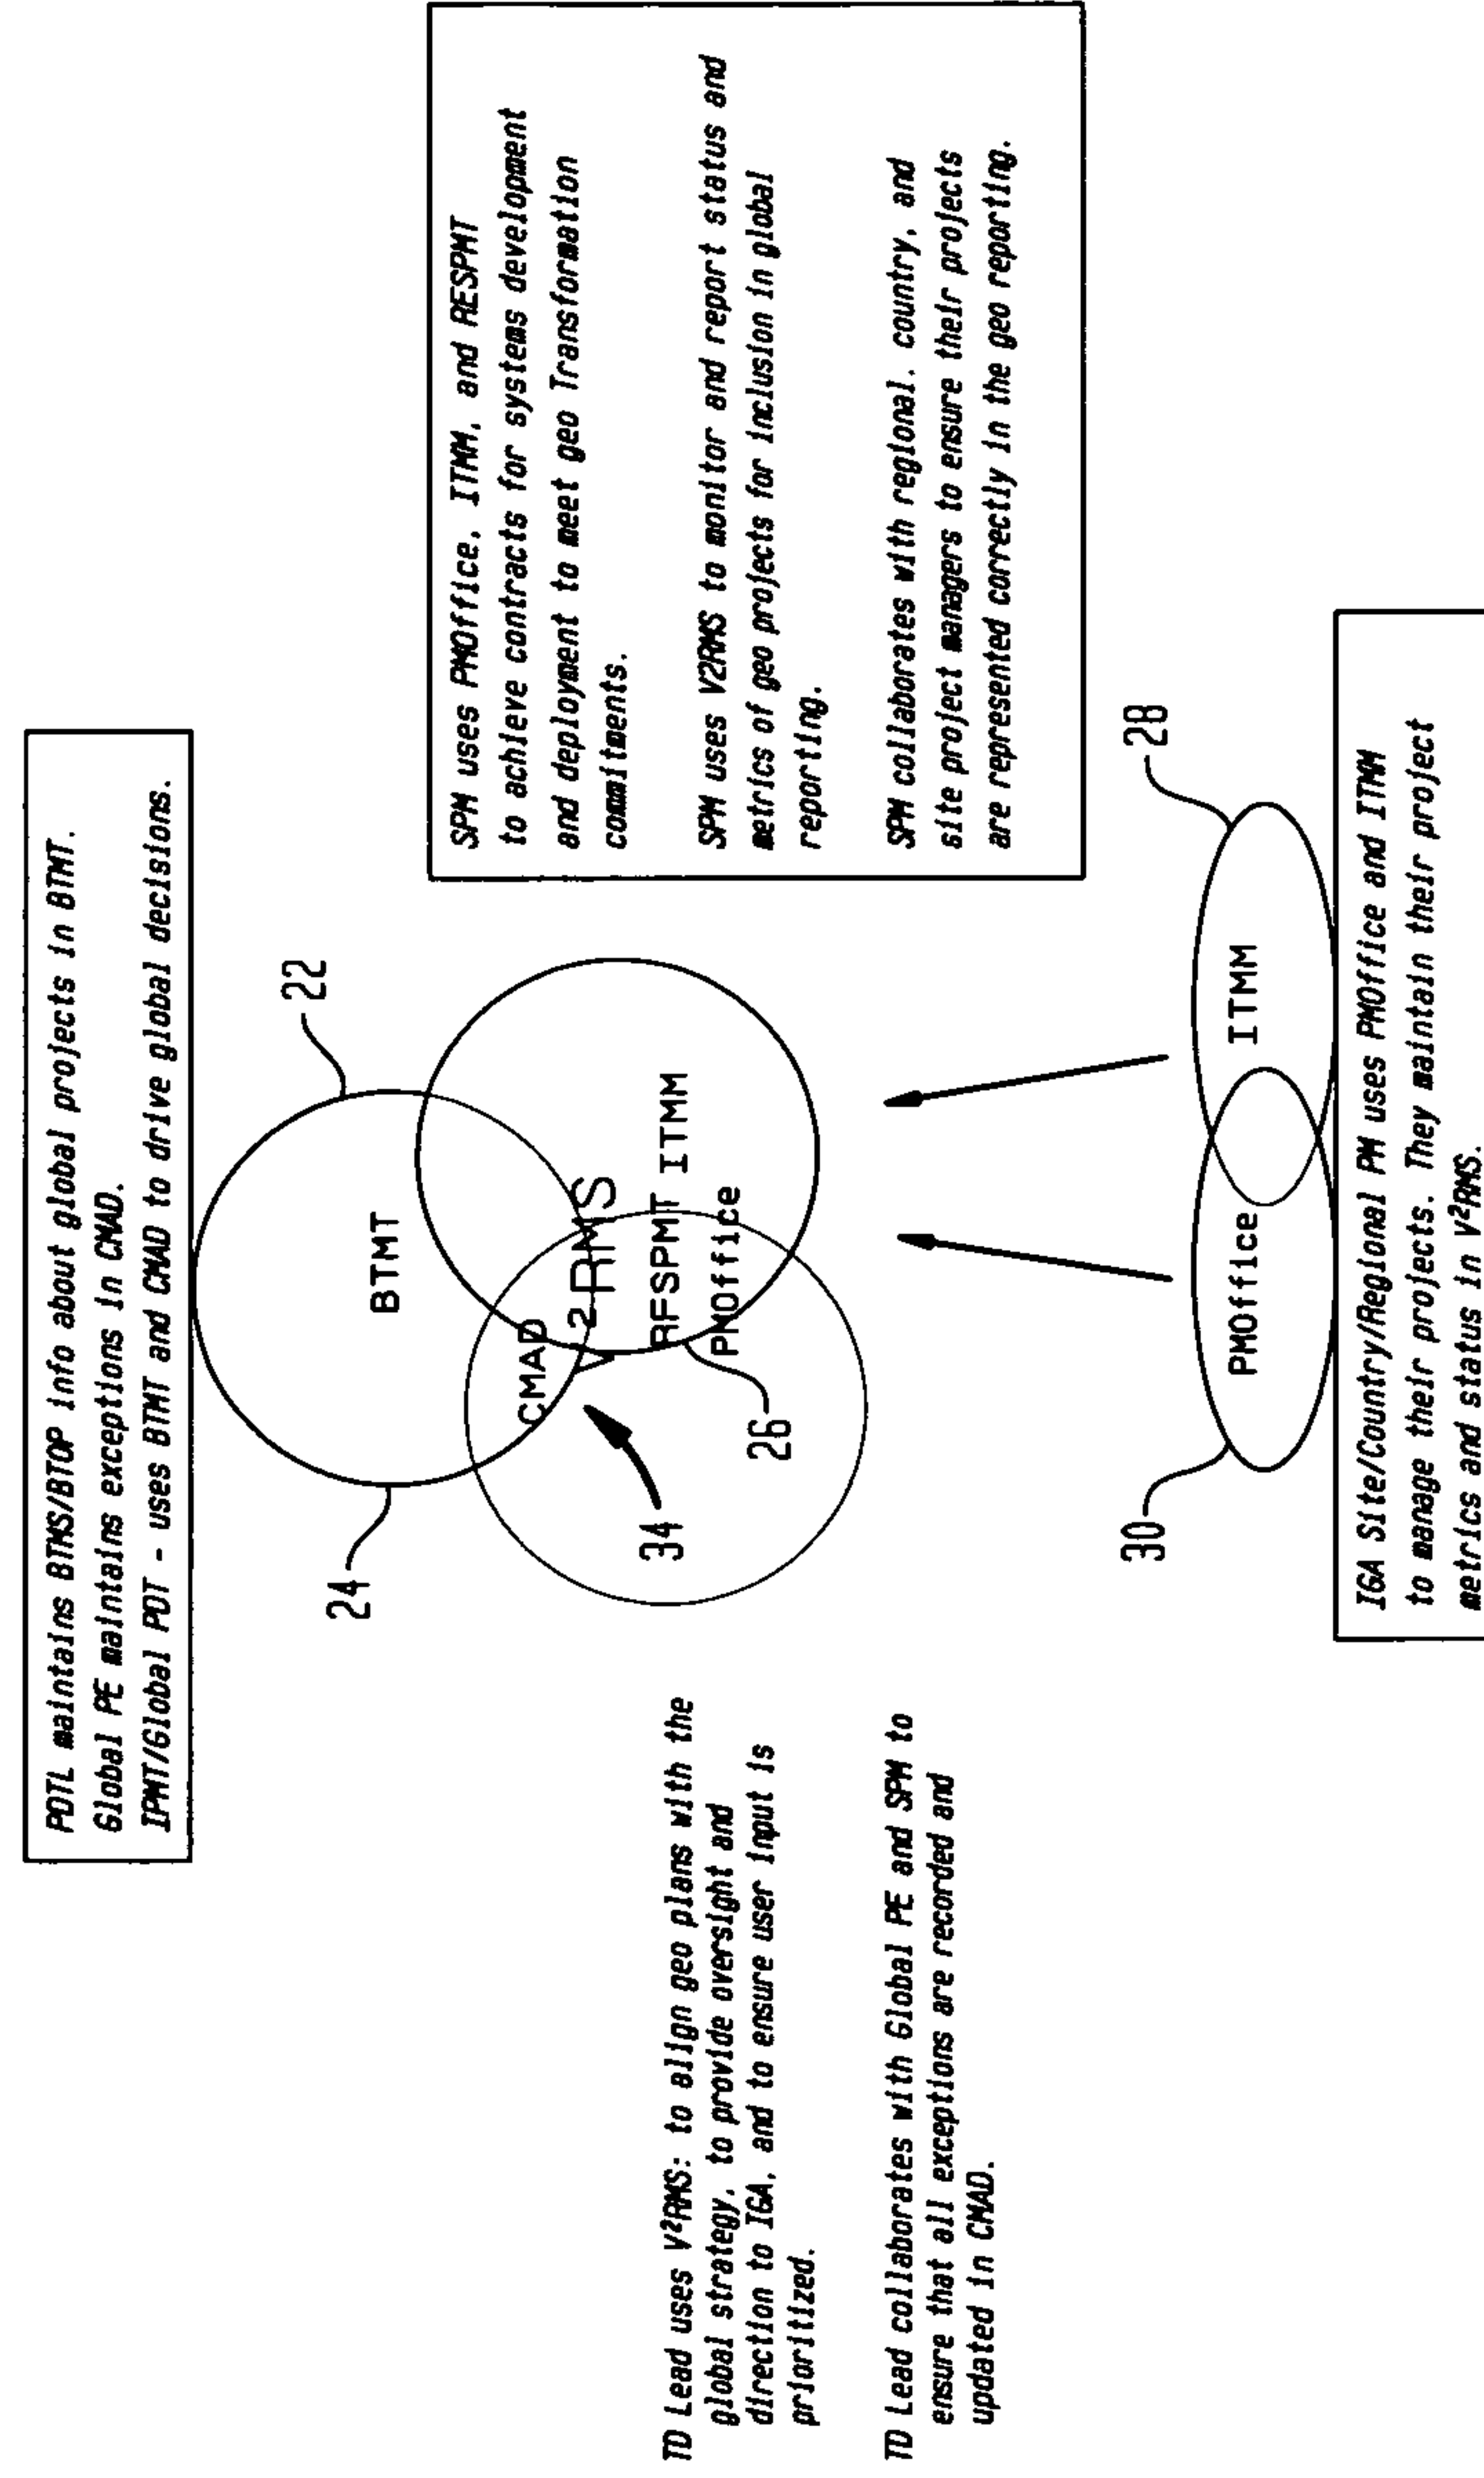 PDTL maintains BTMS/BTOP info about global projects in BTMT.
Global PE maintains exceptions in CMAD.
IPMT/Global PDT - uses BTMT and CMAD to drive global decisions.
24
22
BTMT
CMAD
V2RMS
RFSPMT ITMM
PMOffice
34
26
SPM uses PMOffice, ITMM, and RESPMT
to achieve contracts for systems development
and deployment to meet geo Transformation
commitments.
SPM uses V2RMS to monitor and report status and
metrics of geo projects for inclusion in global
reporting.
SPM collaborates with regional, country, and
site project managers to ensure their projects
are represented correctly in the geo reporting.
TD Lead uses V²RMS: to align geo plans with the
global strategy, to provide oversight and
direction to IGA, and to ensure user input is
prioritized.
TD Lead collaborates with Global PE and SPM to
ensure that all exceptions are recorded and
updated in CMAD.
30
28
PMOffice
ITMM
IGA Site/Country/Regional PM uses PMOffice and ITMM
to manage their projects. They maintain their project
metrics and status in V²RMS.